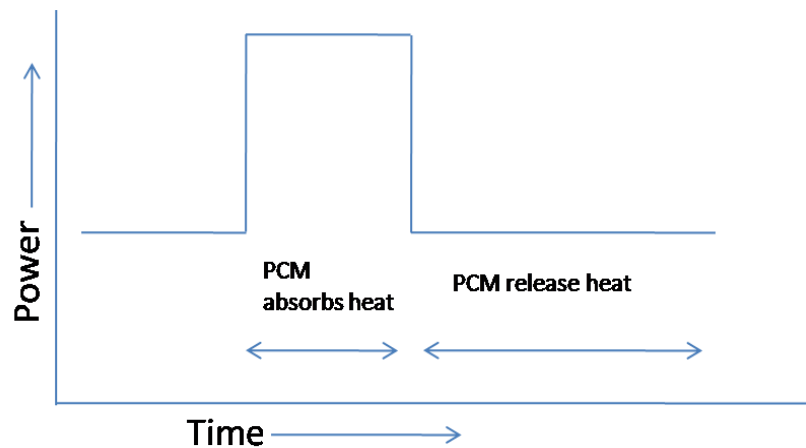 Power
PCM
absorbs heat
PCM release heat
Time